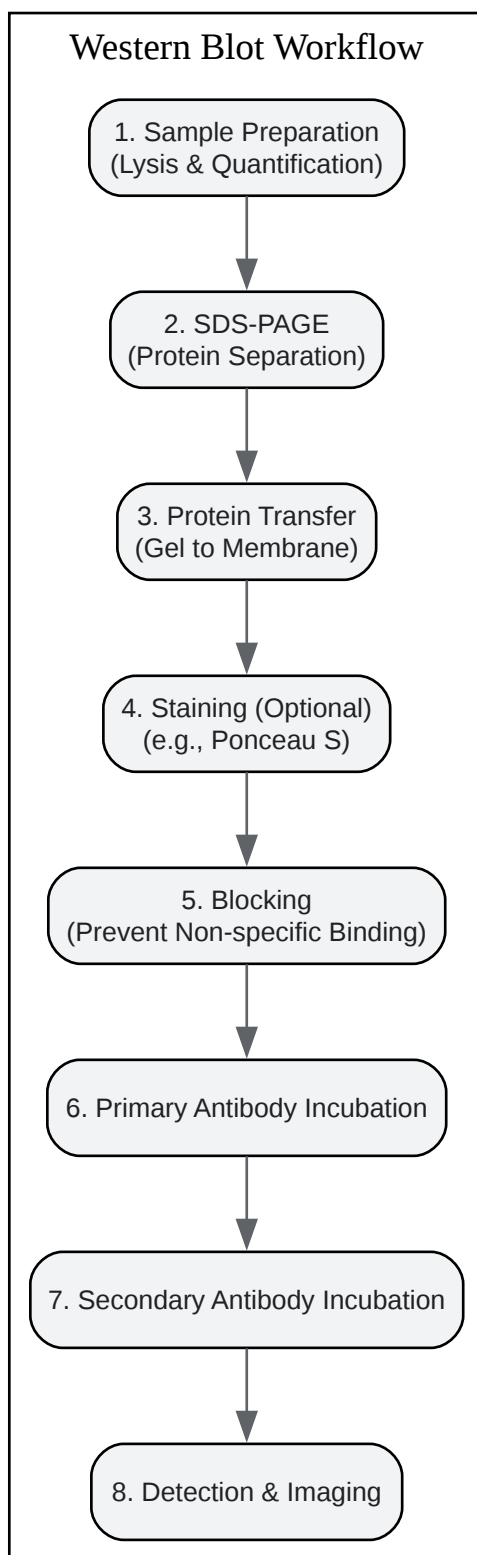 Western Blot Workflow
1. Sample Preparation
(Lysis & Quantification)
2. SDS-PAGE
(Protein Separation)
3. Protein Transfer
(Gel to Membrane)
4. Staining (Optional)
(e.g., Ponceau S)
5. Blocking
(Prevent Non-specific Binding)
6. Primary Antibody Incubation
7. Secondary Antibody Incubation
8. Detection & Imaging